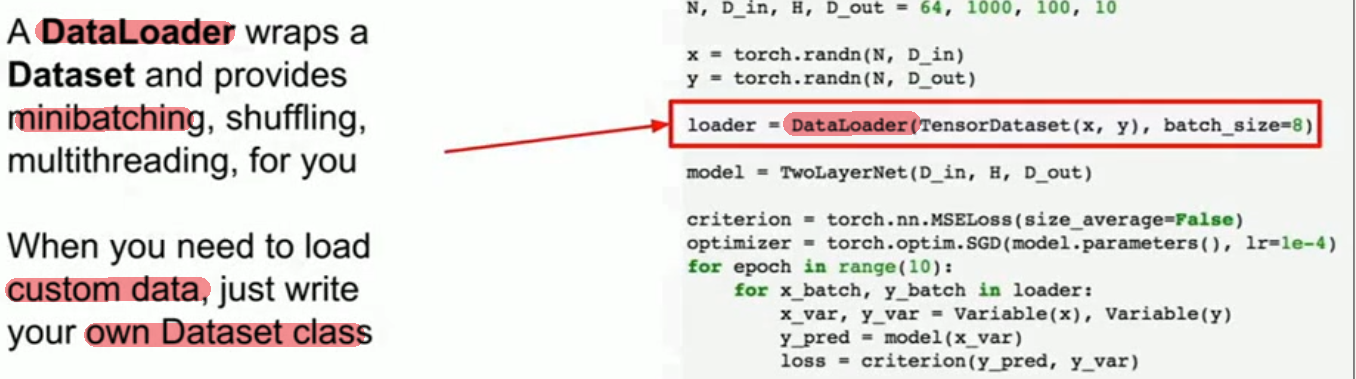 A DataLoader wraps a
Dataset and provides
minibatching, shuffling,
multithreading, for you
When you need to load
custom data, just write
your own Dataset class
N, D_in, H, D_out = 64, 1000, 100, 10
x = torch.randn(N, D_in)
y = torch.randn(N, D_out)
loader = DataLoader(TensorDataset(x, y), batch_size=8)
model = TwoLayerNet(D_in, H, D_out)
criterion = torch.nn.MSELoss(size_average=False)
optimizer = torch.optim.SGD(model.parameters(), lr=1e-4)
for epoch in range(10):
    for x_batch, y_batch in loader:
        x_var, y_var = Variable(x), Variable(y)
        y_pred = model(x_var)
        loss = criterion(y_pred, y_var)